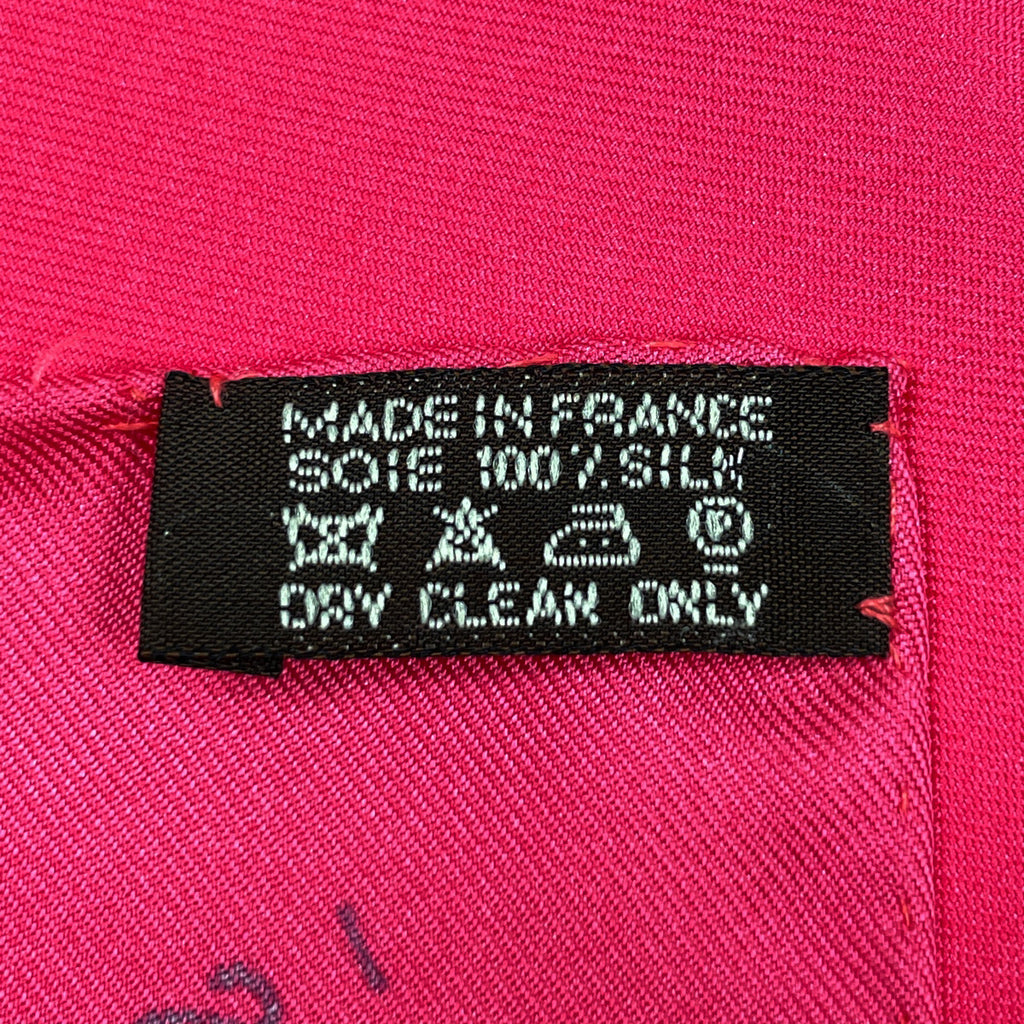 MADE IN FRANCE
SOIE 100% SILK
P
DRY CLEAN ONLY